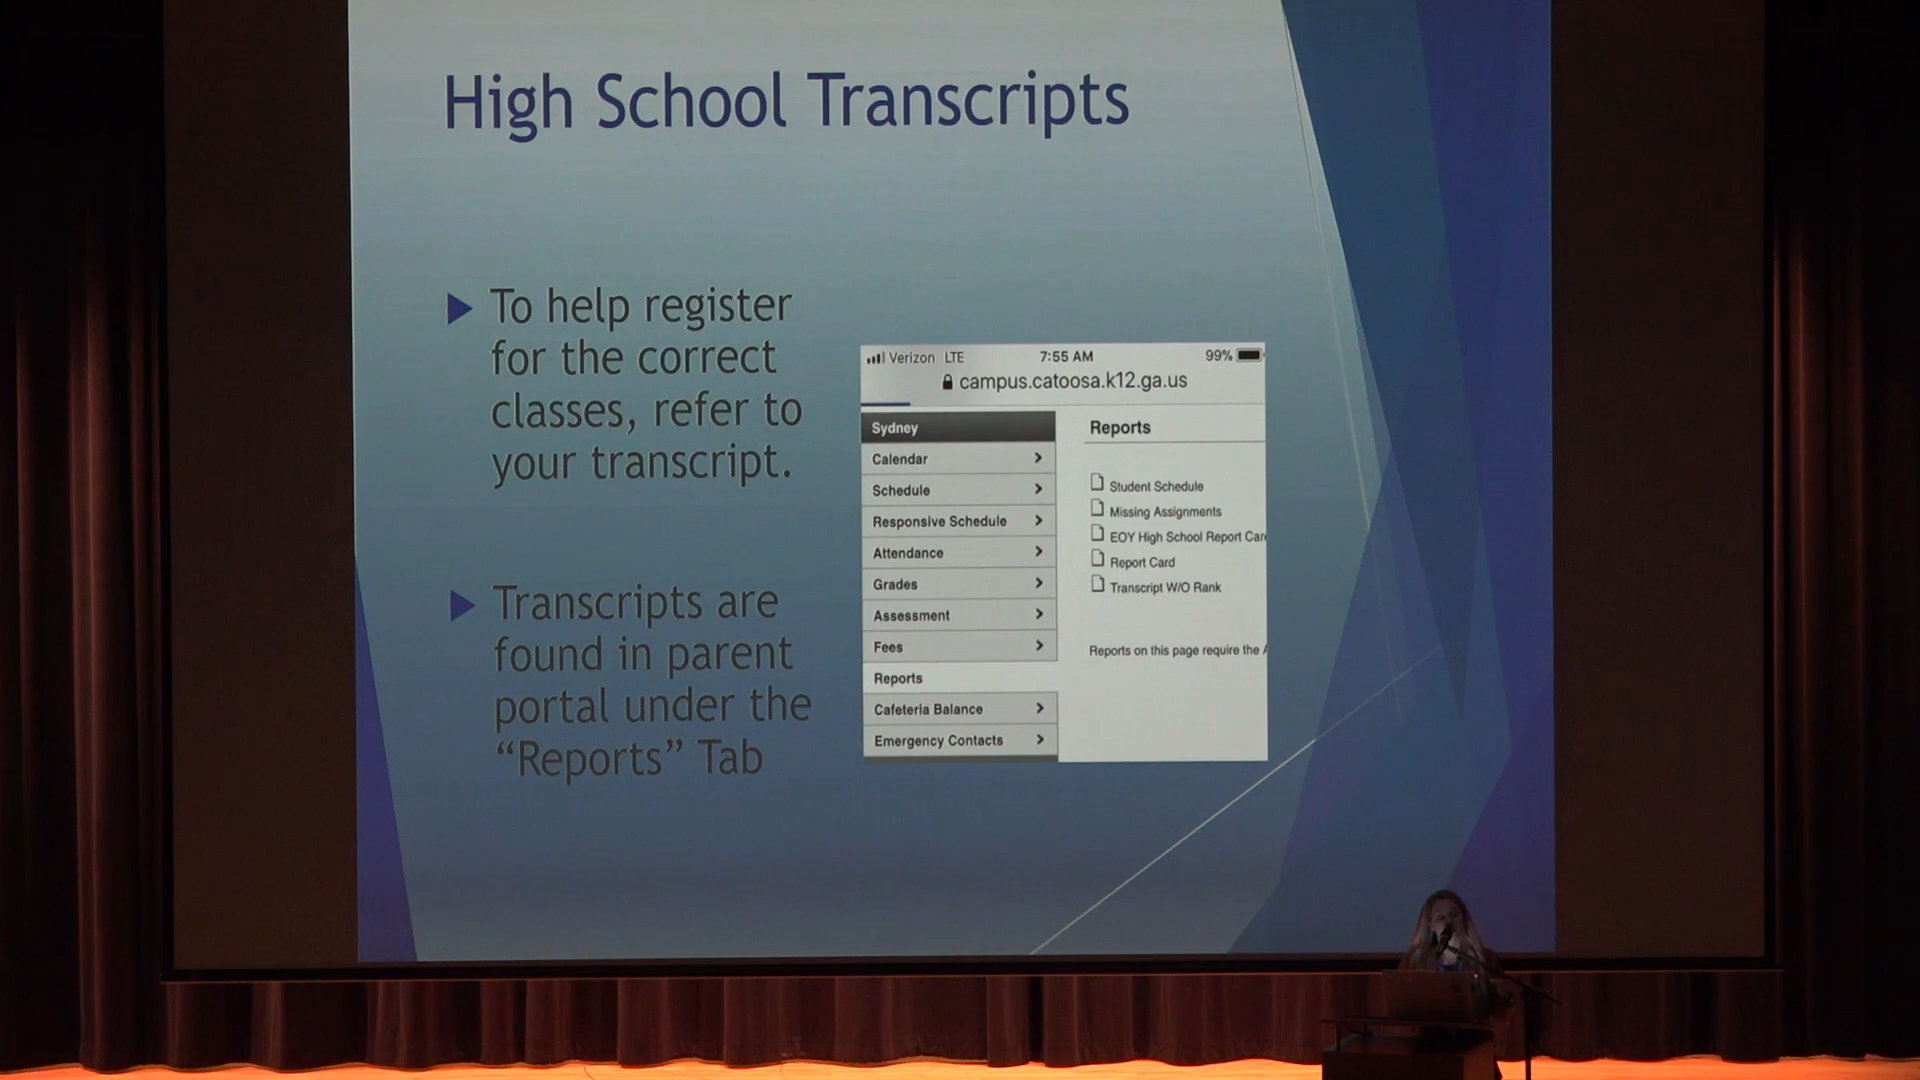 High School Transcripts
To help register
for the correct
classes, refer to
your transcript.
Transcripts are
found in parent
portal under the
“Reports” Tab
Verizon LTE 7:55 AM 99%
campus.catoosa.k12.ga.us
Sydney
Calendar
Schedule
Responsive Schedule
Attendance
Grades
Assessment
Fees
Reports
Cafeteria Balance
Emergency Contacts
Reports
Student Schedule
Missing Assignments
EOY High School Report Car
Report Card
Transcript W/O Rank
Reports on this page require the